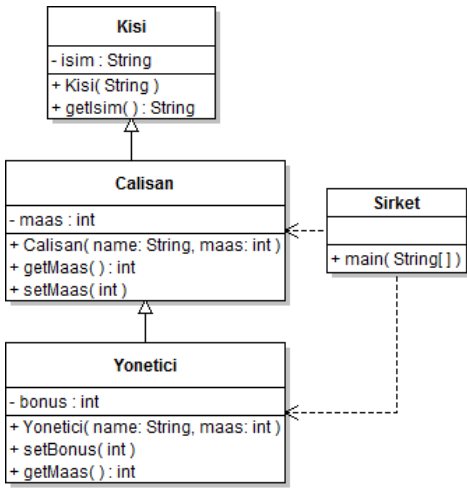 Kisi
- isim : String
+ Kisi( String )
+ getIsim( ) : String
Calisan
- maas : int
+ Calisan( name: String, maas: int )
+ getMaas( ) : int
+ setMaas( int )
Sirket
+ main( String[ ] )
Yonetici
- bonus : int
+ Yonetici( name: String, maas: int )
+ setBonus( int )
+ getMaas( ) : int